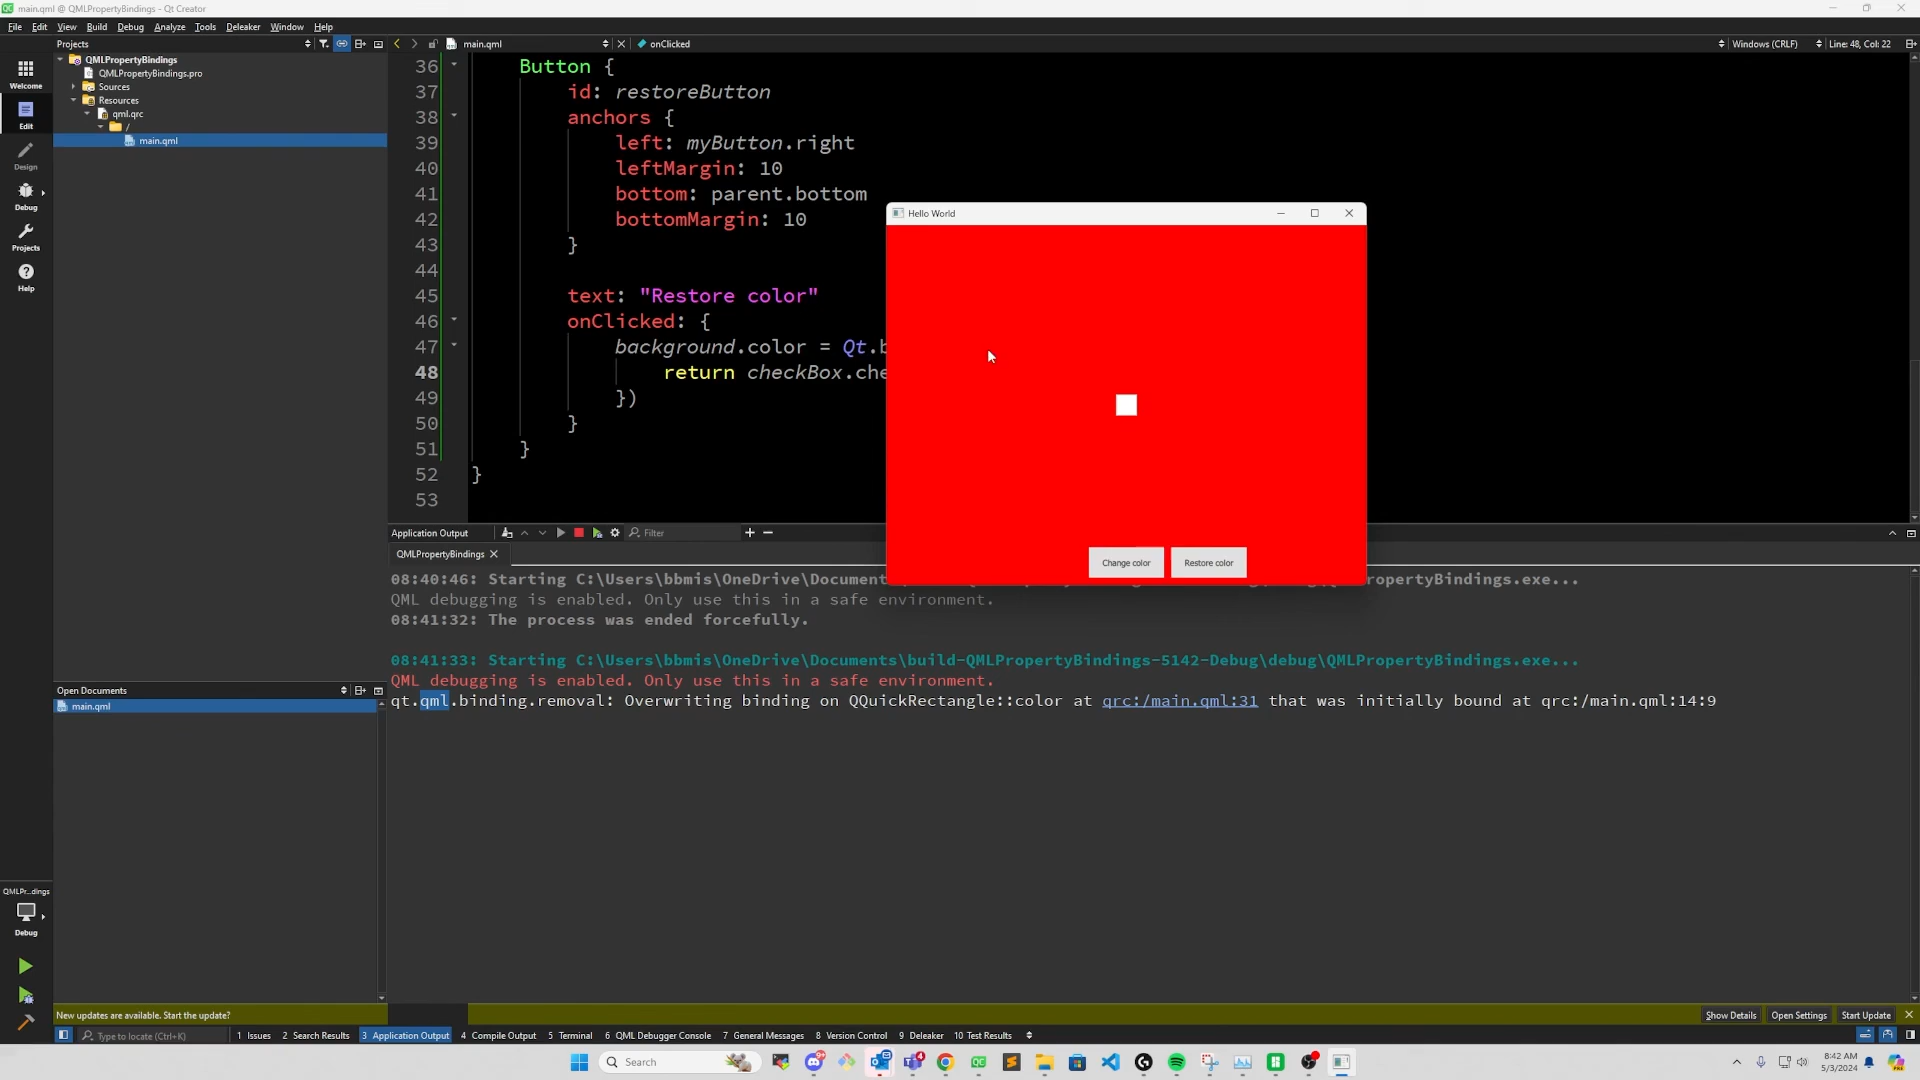 main.qml @ QMLPropertyBindings - Qt Creator
File Edit View Build Debug Analyze Tools Deleaker Window Help
Projects
main.qml
onClicked
Windows (CRLF)
Line: 48, Col: 22
Welcome
Edit
Design
Debug
Projects
Help
QMLPropertyBindings
QMLPropertyBindings.pro
Sources
Resources
qml.qrc
/
main.qml
36 Button {
37 id: restoreButton
38 anchors {
39 left: myButton.right
40 leftMargin: 10
41 bottom: parent.bottom
42 bottomMargin: 10
43 }
44
45 text: "Restore color"
46 onClicked: {
47 background.color = Qt.b
48 return checkBox.che
49 })
50 }
51 }
52 }
53
Hello World
Change color
Restore color
Application Output
Filter
QMLPropertyBindings
08:40:46: Starting C:\Users\bbmis\OneDrive\Document
ropertyBindings.exe...
QML debugging is enabled. Only use this in a safe environment.
08:41:32: The process was ended forcefully.
08:41:33: Starting C:\Users\bbmis\OneDrive\Documents\build-QMLPropertyBindings-5142-Debug\debug\QMLPropertyBindings.exe...
QML debugging is enabled. Only use this in a safe environment.
qt.qml.binding.removal: Overwriting binding on QQuickRectangle::color at qrc:/main.qml:31 that was initially bound at qrc:/main.qml:14:9
Open Documents
main.qml
QMLPr...dings
Debug
New updates are available. Start the update?
Show Details
Open Settings
Start Update
Type to locate (Ctrl+K)
1 Issues 2 Search Results 3 Application Output 4 Compile Output 5 Terminal 6 QML Debugger Console 7 General Messages 8 Version Control 9 Deleaker 10 Test Results
Search
8:42 AM
5/3/2024